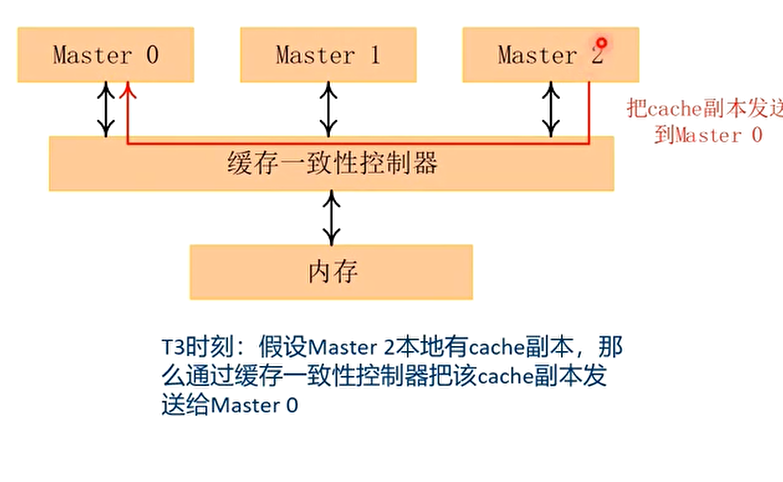 Master 0
Master 1
Master 2
把cache副本发送
到Master 0
缓存一致性控制器
内存
T3时刻：假设Master 2本地有cache副本，那
么通过缓存一致性控制器把该cache副本发
送给Master 0